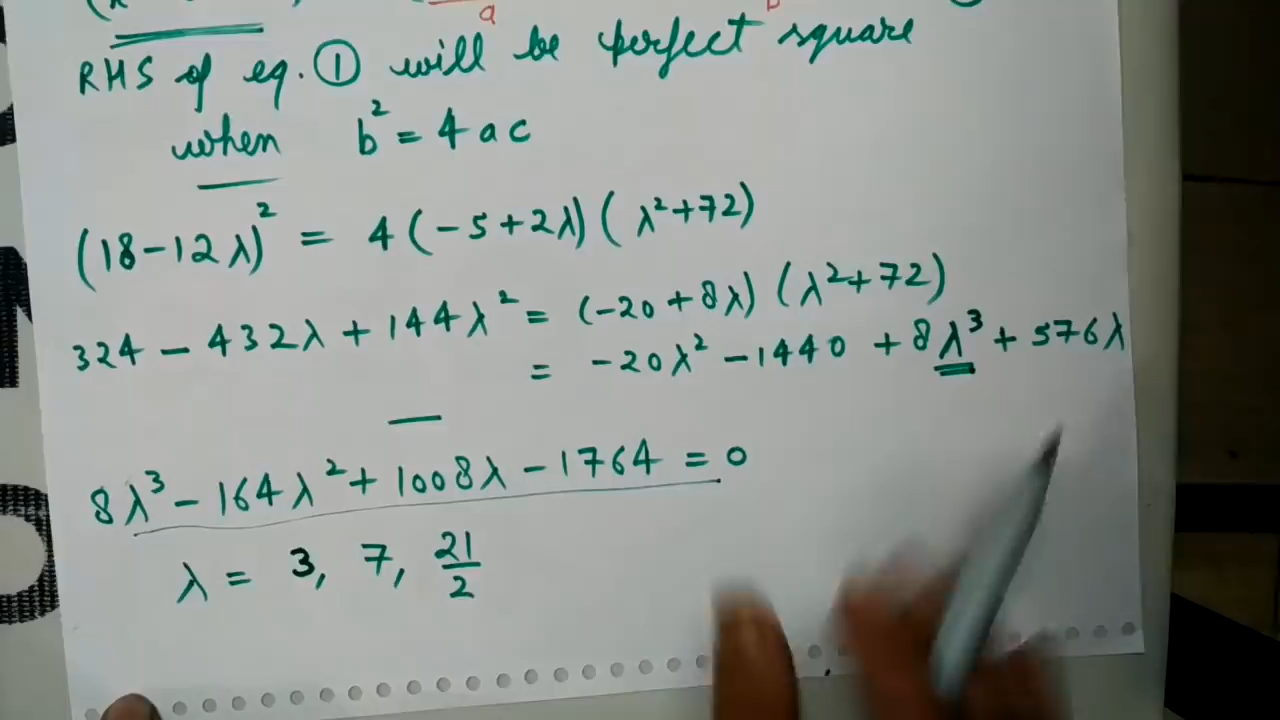 a
RHS of eq. ① will be perfect square
when b² = 4ac
(18-12λ)² = 4(-5+2λ)(λ²+72)
324 - 432λ + 144λ² = (-20+8λ)(λ²+72)
= -20λ² - 1440 + 8λ³ + 576λ
8λ³ - 164λ² + 1008λ - 1764 = 0
λ = 3, 7, 21/2